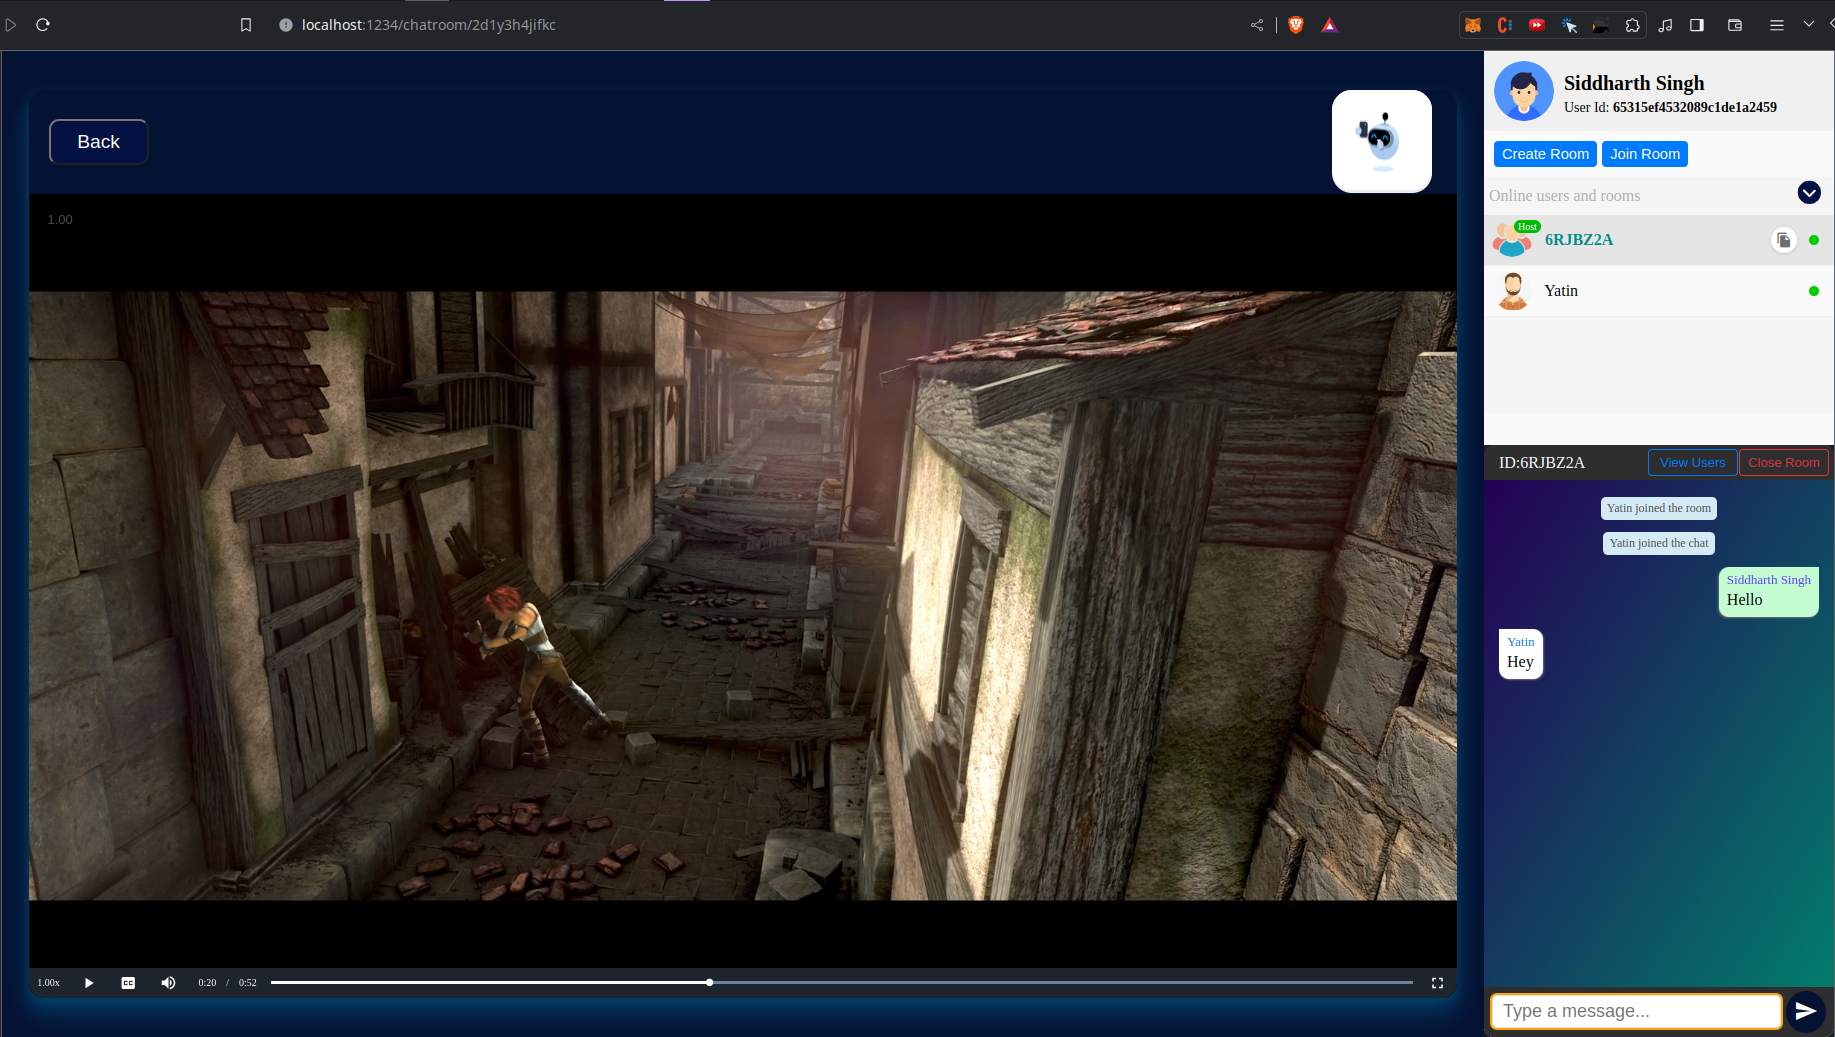 localhost:1234/chatroom/2d1y3h4jifkc
Back
1.00
1.00x
CC
0:20 / 0:52
Siddharth Singh
User Id: 65315ef4532089c1de1a2459
Create Room
Join Room
Online users and rooms
Host
6RJBZ2A
Yatin
ID:6RJBZ2A
View Users
Close Room
Yatin joined the room
Yatin joined the chat
Siddharth Singh
Hello
Yatin
Hey
Type a message...